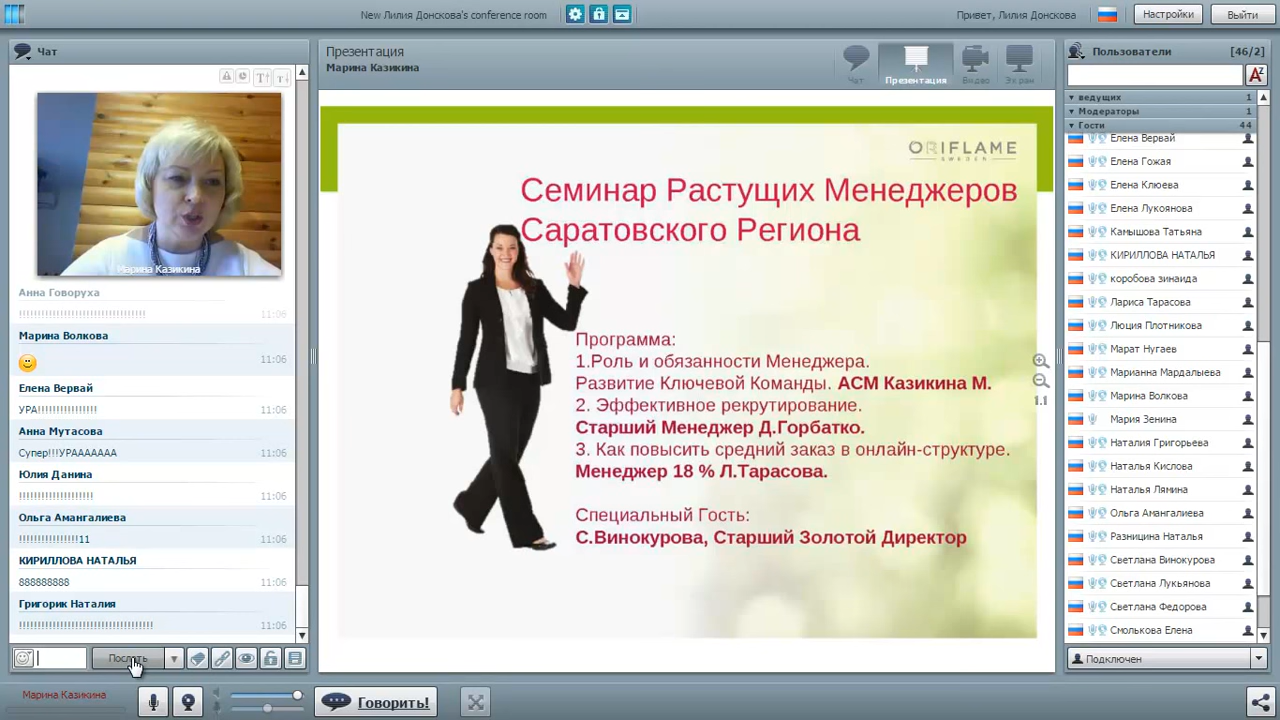 New Лилия Донскова's conference room
Привет, Лилия Донскова
Настройки
Выйти
Чат
Марина Казикина
Анна Говоруха
!!!!!!!!!!!!!!!!!!!!!!!!!!!!!!!! 11:06
Марина Волкова
11:06
Елена Вервай
УРА!!!!!!!!!!!!!!!! 11:06
Анна Мутасова
Супер!!!УРААААААА 11:06
Юлия Данина
!!!!!!!!!!!!!!!!!!! 11:06
Ольга Амангалиева
!!!!!!!!!!!!!!!11 11:06
КИРИЛЛОВА НАТАЛЬЯ
888888888 11:06
Григорик Наталия
!!!!!!!!!!!!!!!!!!!!!!!!!!!!!!!!!! 11:06
Послать
Марина Казикина
Говорить!
Презентация
Марина Казикина
Чат
Презентация
Видео
Экран
ORIFLAME
SWEDEN
Семинар Растущих Менеджеров
Саратовского Региона
Программа:
1.Роль и обязанности Менеджера.
Развитие Ключевой Команды. АСМ Казикина М.
2. Эффективное рекрутирование.
Старший Менеджер Д.Горбатко.
3. Как повысить средний заказ в онлайн-структуре.
Менеджер 18 % Л.Тарасова.
Специальный Гость:
С.Винокурова, Старший Золотой Директор
1:1
Пользователи [46/2]
ведущих 1
Модераторы 1
Гости 44
Елена Вервай
Елена Гожая
Елена Клюева
Елена Лукоянова
Камышова Татьяна
КИРИЛЛОВА НАТАЛЬЯ
коробова зинаида
Лариса Тарасова
Люция Плотникова
Марат Нугаев
Марианна Мардалыева
Марина Волкова
Мария Зенина
Наталия Григорьева
Наталья Кислова
Наталья Лямина
Ольга Амангалиева
Разницина Наталья
Светлана Винокурова
Светлана Лукьянова
Светлана Федорова
Смолькова Елена
Подключен